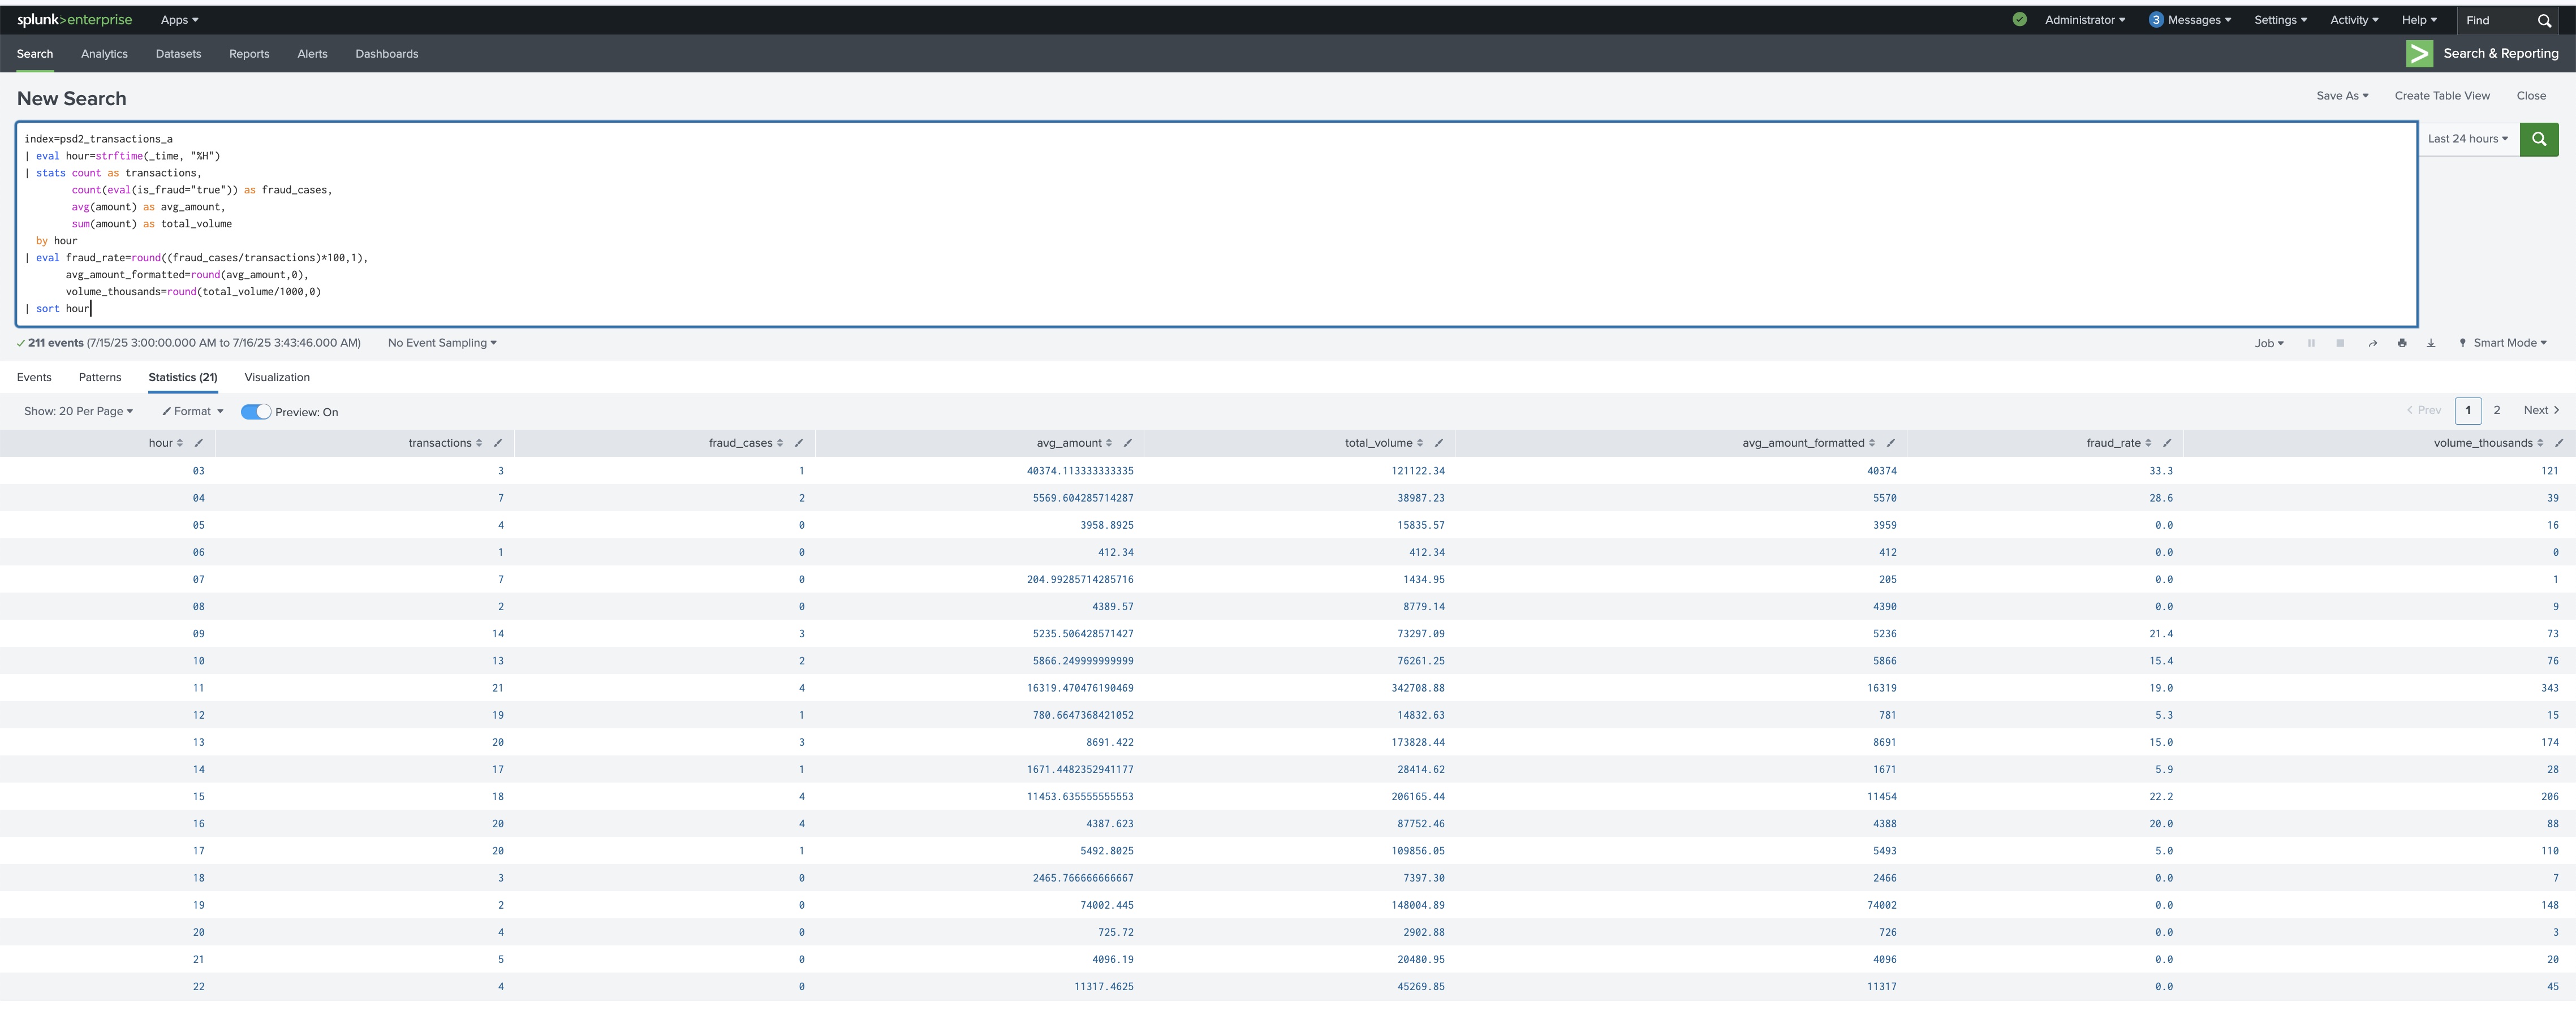 splunk>enterprise Apps Administrator 3 Messages Settings Activity Help Find
Search Analytics Datasets Reports Alerts Dashboards Search & Reporting
New Search Save As Create Table View Close
index=psd2_transactions_a
| eval hour=strftime(_time, "%H")
| stats count as transactions,
count(eval(is_fraud="true")) as fraud_cases,
avg(amount) as avg_amount,
sum(amount) as total_volume
by hour
| eval fraud_rate=round((fraud_cases/transactions)*100,1),
avg_amount_formatted=round(avg_amount,0),
volume_thousands=round(total_volume/1000,0)
| sort hour
Last 24 hours
211 events (7/15/25 3:00:00.000 AM to 7/16/25 3:43:46.000 AM) No Event Sampling Job Smart Mode
Events Patterns Statistics (21) Visualization
Show: 20 Per Page Format Preview: On < Prev 1 2 Next >
hour transactions fraud_cases avg_amount total_volume avg_amount_formatted fraud_rate volume_thousands
03 3 1 40374.113333333335 121122.34 40374 33.3 121
04 7 2 5569.604285714287 38987.23 5570 28.6 39
05 4 0 3958.8925 15835.57 3959 0.0 16
06 1 0 412.34 412.34 412 0.0 0
07 7 0 204.99285714285716 1434.95 205 0.0 1
08 2 0 4389.57 8779.14 4390 0.0 9
09 14 3 5235.506428571427 73297.09 5236 21.4 73
10 13 2 5866.249999999999 76261.25 5866 15.4 76
11 21 4 16319.470476190469 342708.88 16319 19.0 343
12 19 1 780.6647368421052 14832.63 781 5.3 15
13 20 3 8691.422 173828.44 8691 15.0 174
14 17 1 1671.4482352941177 28414.62 1671 5.9 28
15 18 4 11453.635555555553 206165.44 11454 22.2 206
16 20 4 4387.623 87752.46 4388 20.0 88
17 20 1 5492.8025 109856.05 5493 5.0 110
18 3 0 2465.766666666667 7397.30 2466 0.0 7
19 2 0 74002.445 148004.89 74002 0.0 148
20 4 0 725.72 2902.88 726 0.0 3
21 5 0 4096.19 20480.95 4096 0.0 20
22 4 0 11317.4625 45269.85 11317 0.0 45